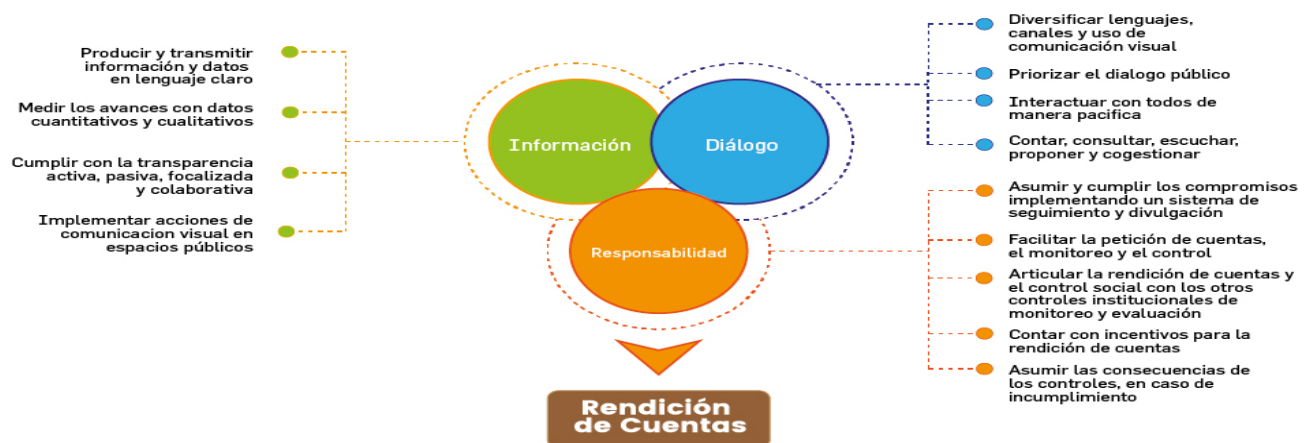 Producir y transmitir
información y datos
en lenguaje claro
Medir los avances con datos
cuantitativos y cualitativos
Cumplir con la transparencia
activa, pasiva, focalizada
y colaborativa
Implementar acciones de
comunicacion visual en
espacios públicos
Información
Diálogo
Responsabilidad
Rendición
de Cuentas
Diversificar lenguajes,
canales y uso de
comunicación visual
Priorizar el dialogo público
Interactuar con todos de
manera pacifica
Contar, consultar, escuchar,
proponer y cogestionar
Asumir y cumplir los compromisos
implementando un sistema de
seguimiento y divulgación
Facilitar la petición de cuentas,
el monitoreo y el control
Articular la rendición de cuentas y
el control social con los otros
controles institucionales de
monitoreo y evaluación
Contar con incentivos para la
rendición de cuentas
Asumir las consecuencias de
los controles, en caso de
incumplimiento